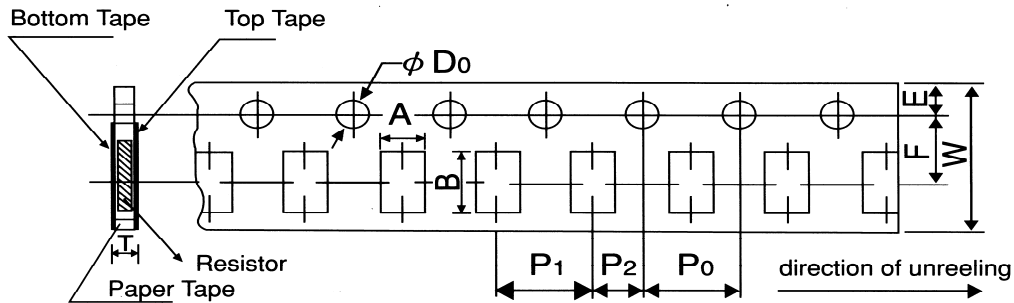 Bottom Tape
Top Tape
ϕ D0
A
B
E
F
W
T
Resistor
Paper Tape
P1
P2
P0
direction of unreeling